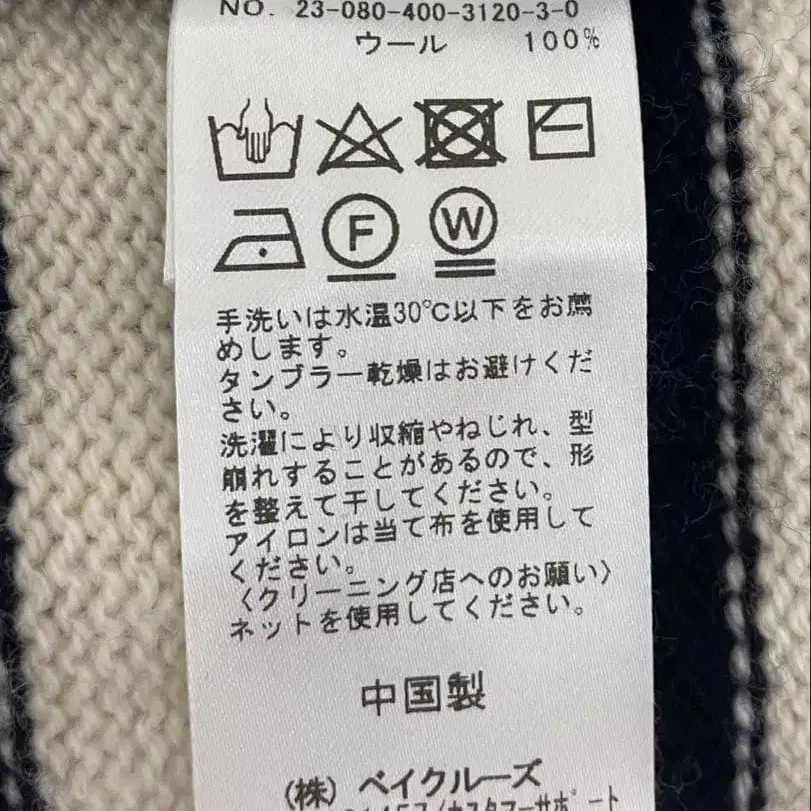 NO. 23-080-400-3120-3-0
ウール 100%
F W
手洗いは水温30℃以下をお薦
めします。
タンブラー乾燥はお避けくだ
さい。
洗濯により収縮やねじれ、型
崩れすることがあるので、形
を整えて干してください。
アイロンは当て布を使用して
ください。
〈クリーニング店へのお願い〉
ネットを使用してください。
中国製
(株) ベイクルーズ